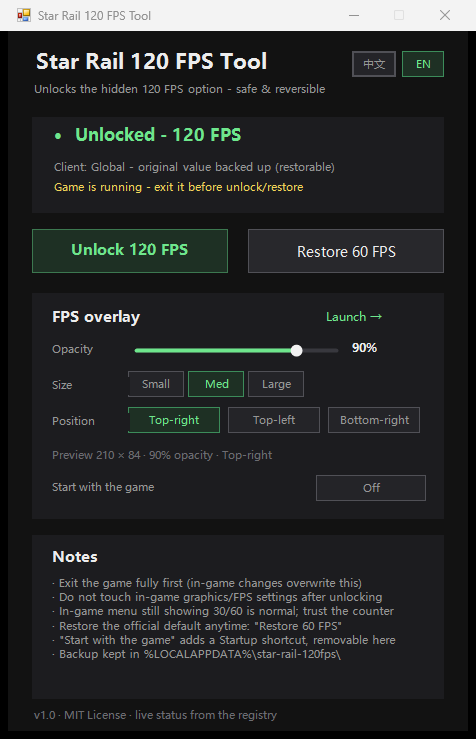 Star Rail 120 FPS Tool
Star Rail 120 FPS Tool
中文
EN
Unlocks the hidden 120 FPS option - safe & reversible
• Unlocked - 120 FPS
Client: Global - original value backed up (restorable)
Game is running - exit it before unlock/restore
Unlock 120 FPS
Restore 60 FPS
FPS overlay
Launch →
Opacity
90%
Size
Small
Med
Large
Position
Top-right
Top-left
Bottom-right
Preview 210 × 84 · 90% opacity · Top-right
Start with the game
Off
Notes
· Exit the game fully first (in-game changes overwrite this)
· Do not touch in-game graphics/FPS settings after unlocking
· In-game menu still showing 30/60 is normal; trust the counter
· Restore the official default anytime: "Restore 60 FPS"
· "Start with the game" adds a Startup shortcut, removable here
· Backup kept in %LOCALAPPDATA%\star-rail-120fps\
v1.0 · MIT License · live status from the registry